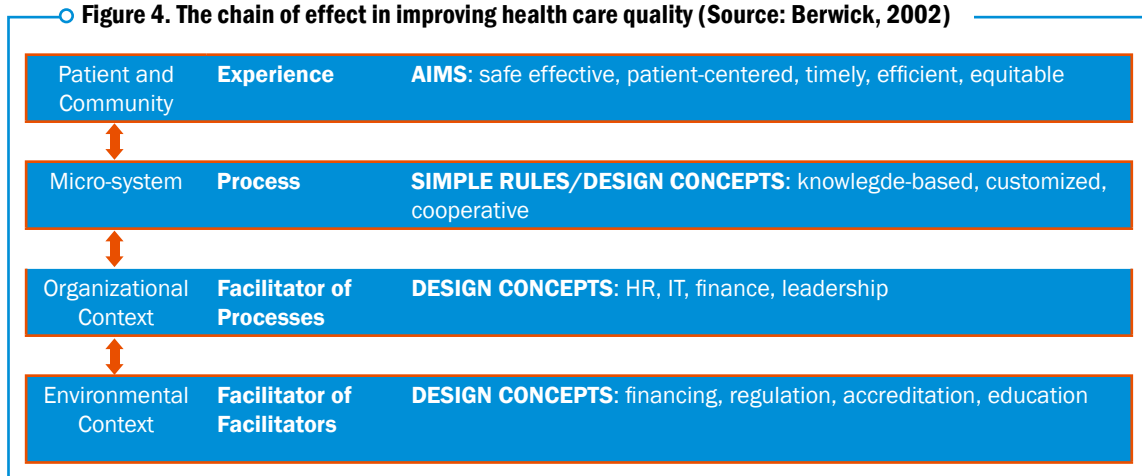 Figure 4. The chain of effect in improving health care quality (Source: Berwick, 2002)
Patient and Community Experience AIMS: safe effective, patient-centered, timely, efficient, equitable
Micro-system Process SIMPLE RULES/DESIGN CONCEPTS: knowlegde-based, customized,
cooperative
Organizational Context Facilitator of Processes DESIGN CONCEPTS: HR, IT, finance, leadership
Environmental Context Facilitator of Facilitators DESIGN CONCEPTS: financing, regulation, accreditation, education